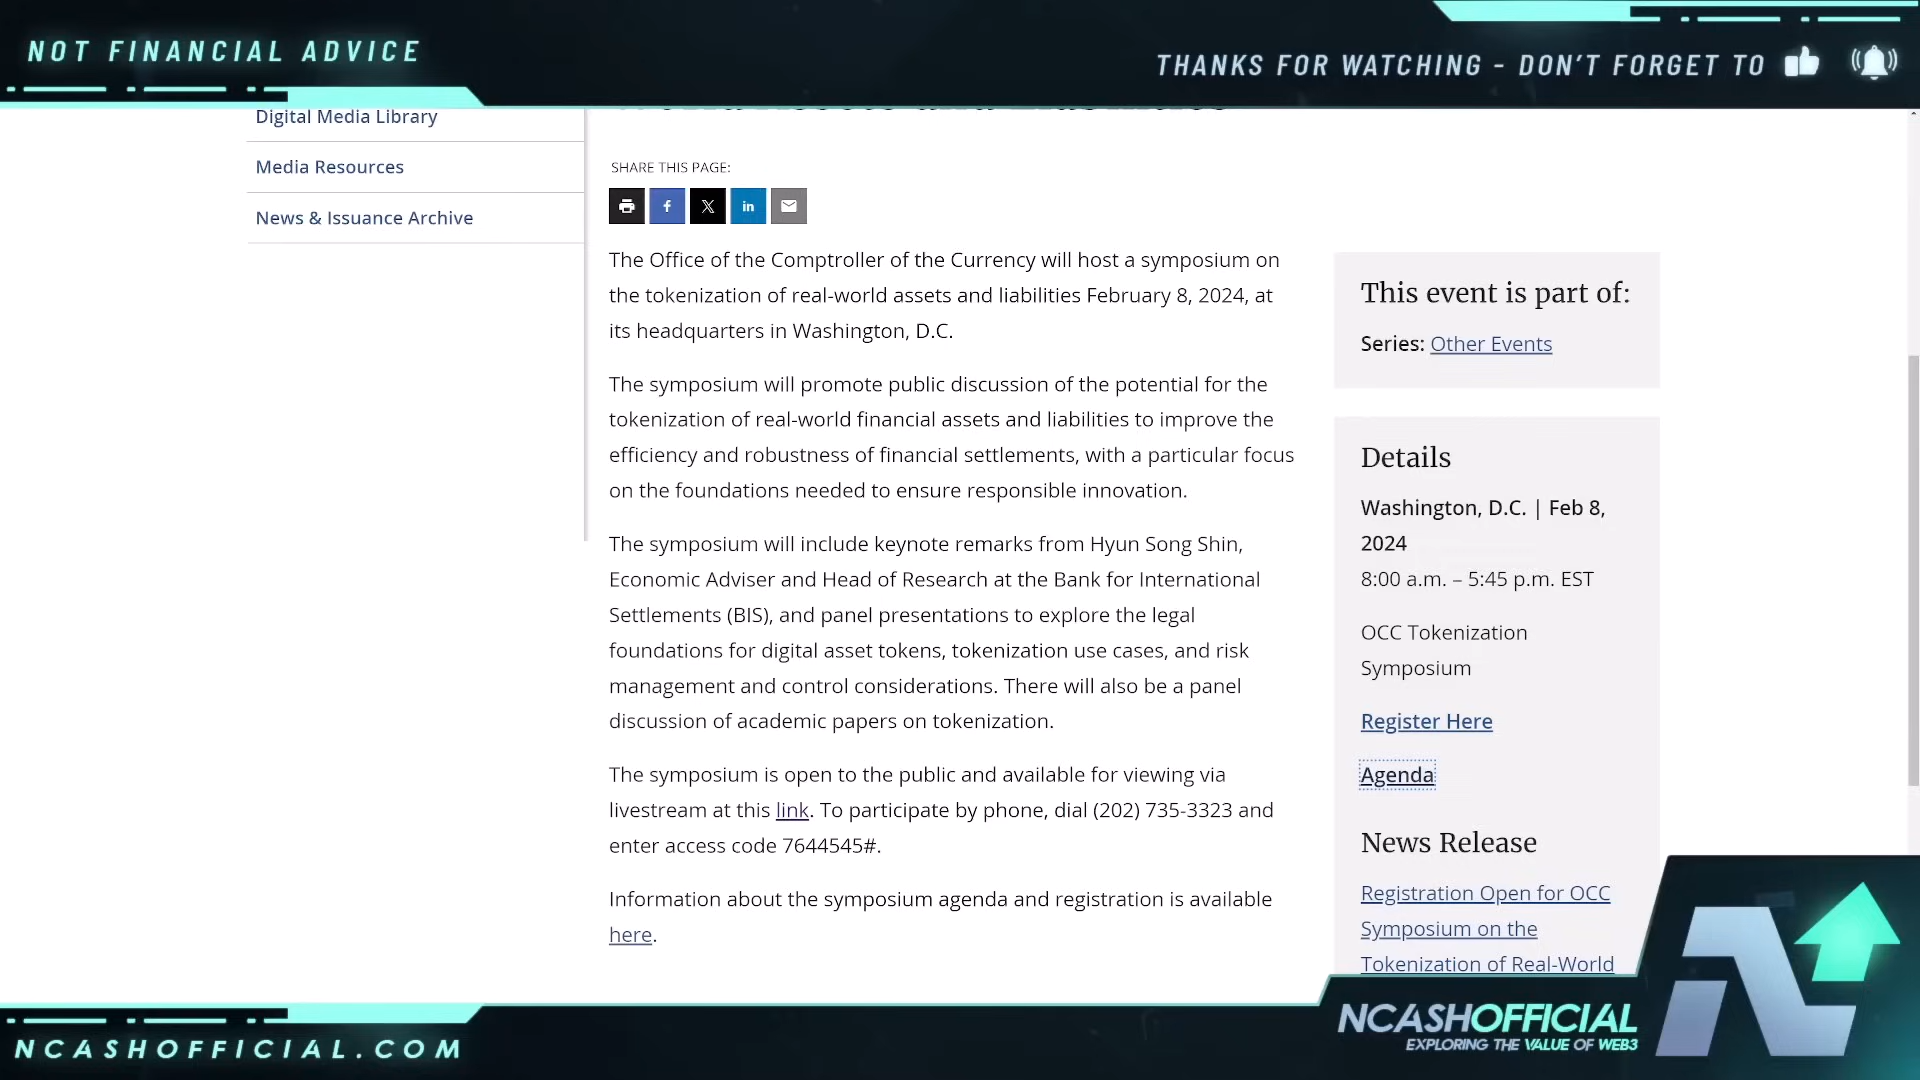 NOT FINANCIAL ADVICE
THANKS FOR WATCHING - DON'T FORGET TO
Digital Media Library
Media Resources
News & Issuance Archive
SHARE THIS PAGE:
The Office of the Comptroller of the Currency will host a symposium on
the tokenization of real-world assets and liabilities February 8, 2024, at
its headquarters in Washington, D.C.
The symposium will promote public discussion of the potential for the
tokenization of real-world financial assets and liabilities to improve the
efficiency and robustness of financial settlements, with a particular focus
on the foundations needed to ensure responsible innovation.
The symposium will include keynote remarks from Hyun Song Shin,
Economic Adviser and Head of Research at the Bank for International
Settlements (BIS), and panel presentations to explore the legal
foundations for digital asset tokens, tokenization use cases, and risk
management and control considerations. There will also be a panel
discussion of academic papers on tokenization.
The symposium is open to the public and available for viewing via
livestream at this link. To participate by phone, dial (202) 735-3323 and
enter access code 7644545#.
Information about the symposium agenda and registration is available
here.
This event is part of:
Series: Other Events
Details
Washington, D.C. | Feb 8,
2024
8:00 a.m. – 5:45 p.m. EST
OCC Tokenization
Symposium
Register Here
Agenda
News Release
Registration Open for OCC
Symposium on the
Tokenization of Real-World
NCASHOFFICIAL.COM
NCASHOFFICIAL
EXPLORING THE VALUE OF WEB3